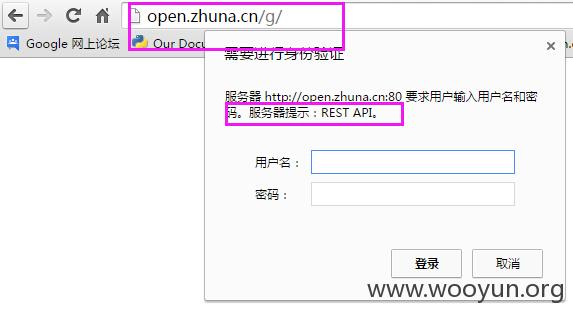 open.zhuna.cn/g/
Google 网上论坛 Our Docu
需要进行身份验证
服务器 http://open.zhuna.cn:80 要求用户输入用户名和密
码。服务器提示：REST API。
用户名：
密码：
登录 取消
www.wooyun.org